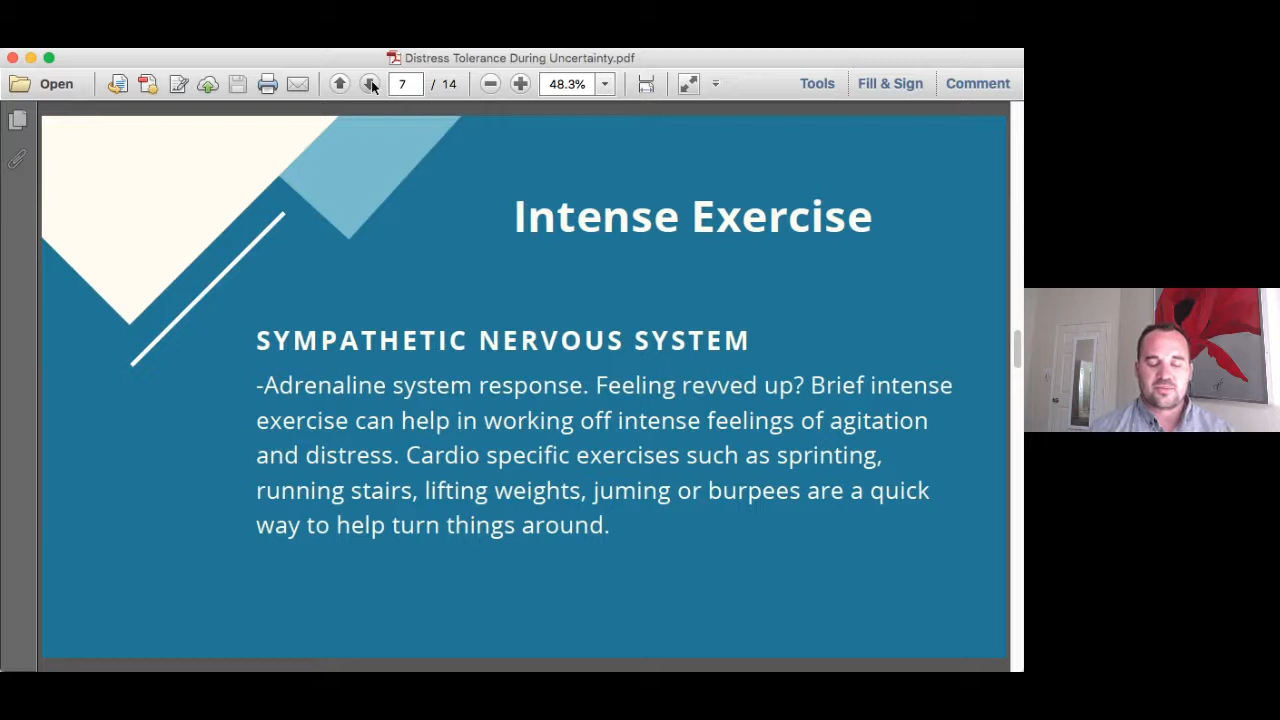 Distress Tolerance During Uncertainty.pdf
Open
7 / 14
48.3%
Tools
Fill & Sign
Comment
Intense Exercise
SYMPATHETIC NERVOUS SYSTEM
-Adrenaline system response. Feeling revved up? Brief intense
exercise can help in working off intense feelings of agitation
and distress. Cardio specific exercises such as sprinting,
running stairs, lifting weights, juming or burpees are a quick
way to help turn things around.